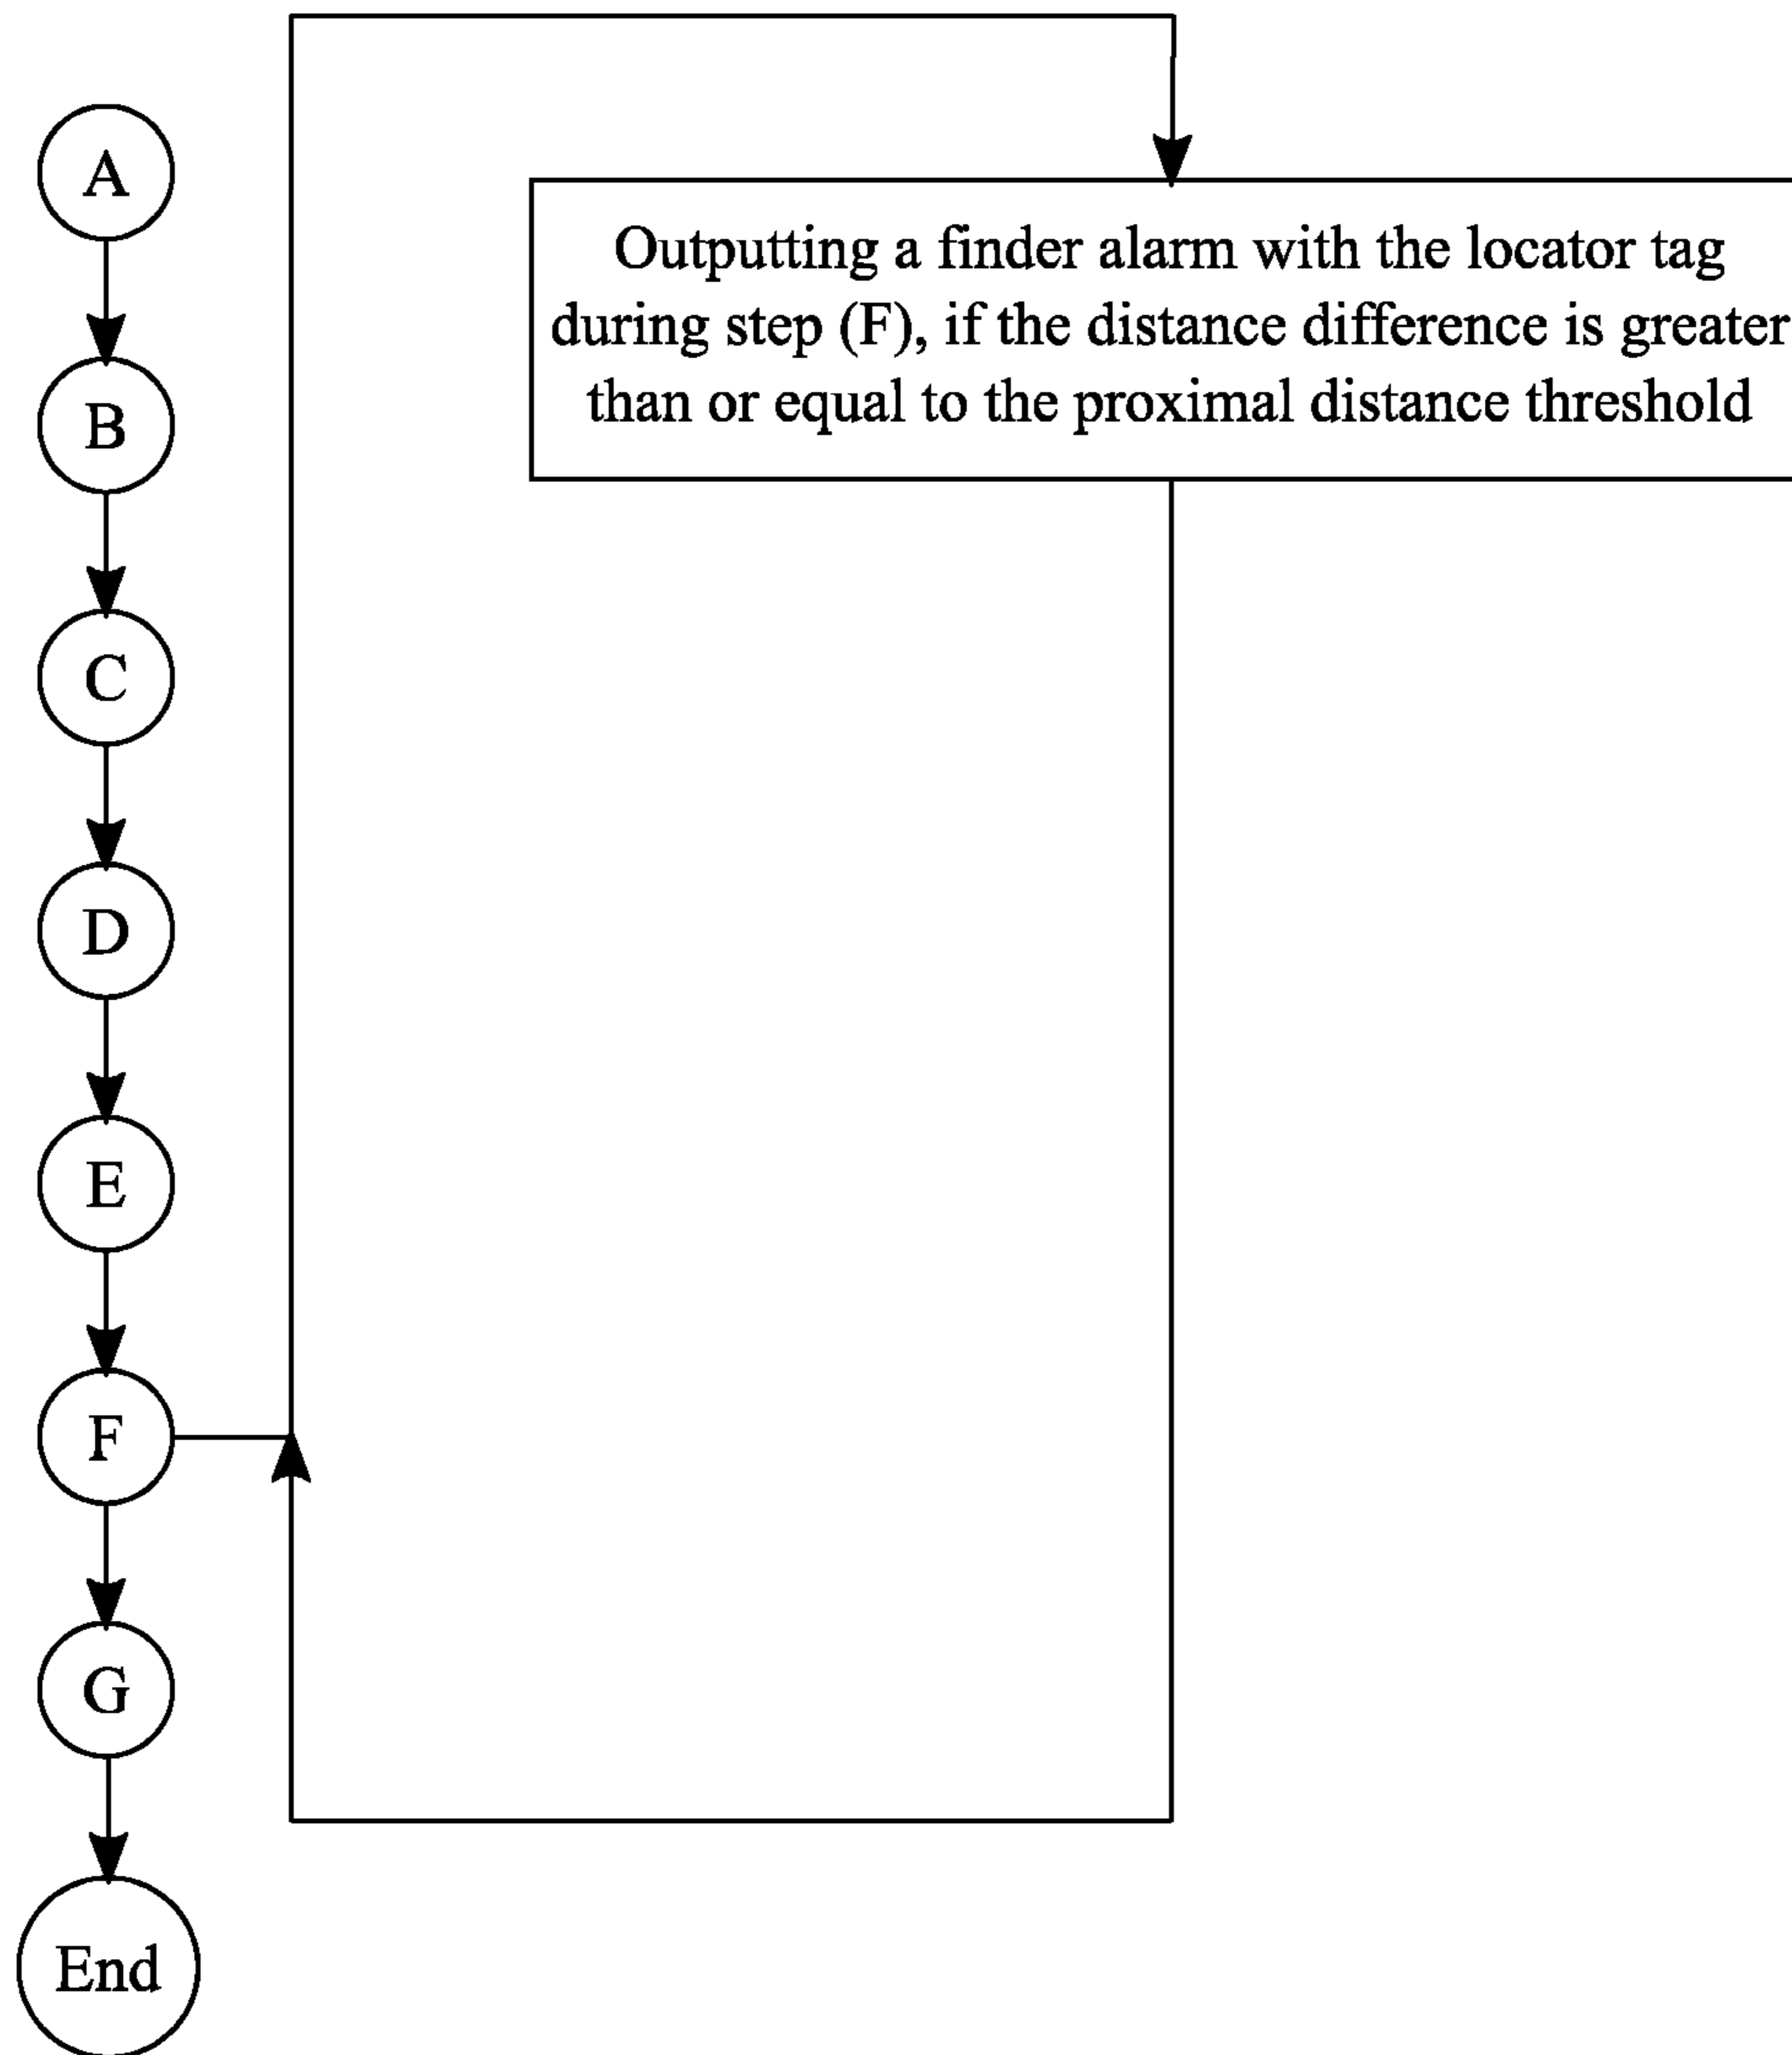 A
B
C
D
E
F
G
End
Outputting a finder alarm with the locator tag
during step (F), if the distance difference is greater
than or equal to the proximal distance threshold